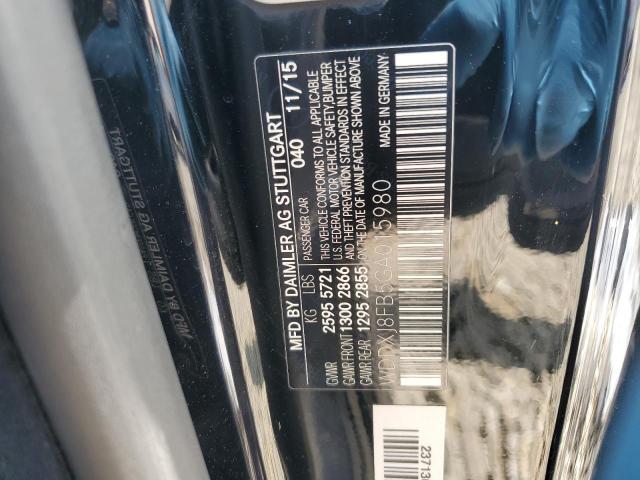 MFD BY DAIMLER AG STUTTGART
040 11/15
KG LBS PASSENGER CAR
GVWR 2595 5721 THIS VEHICLE CONFORMS TO ALL APPLICABLE
U.S. FEDERAL MOTOR VEHICLE SAFETY, BUMPER
GAWR FRONT 1300 2866 AND THEFT PREVENTION STANDARDS IN EFFECT
GAWR REAR 1295 2855 ON THE DATE OF MANUFACTURE SHOWN ABOVE
WDDXJ8FB5GA015980
MADE IN GERMANY